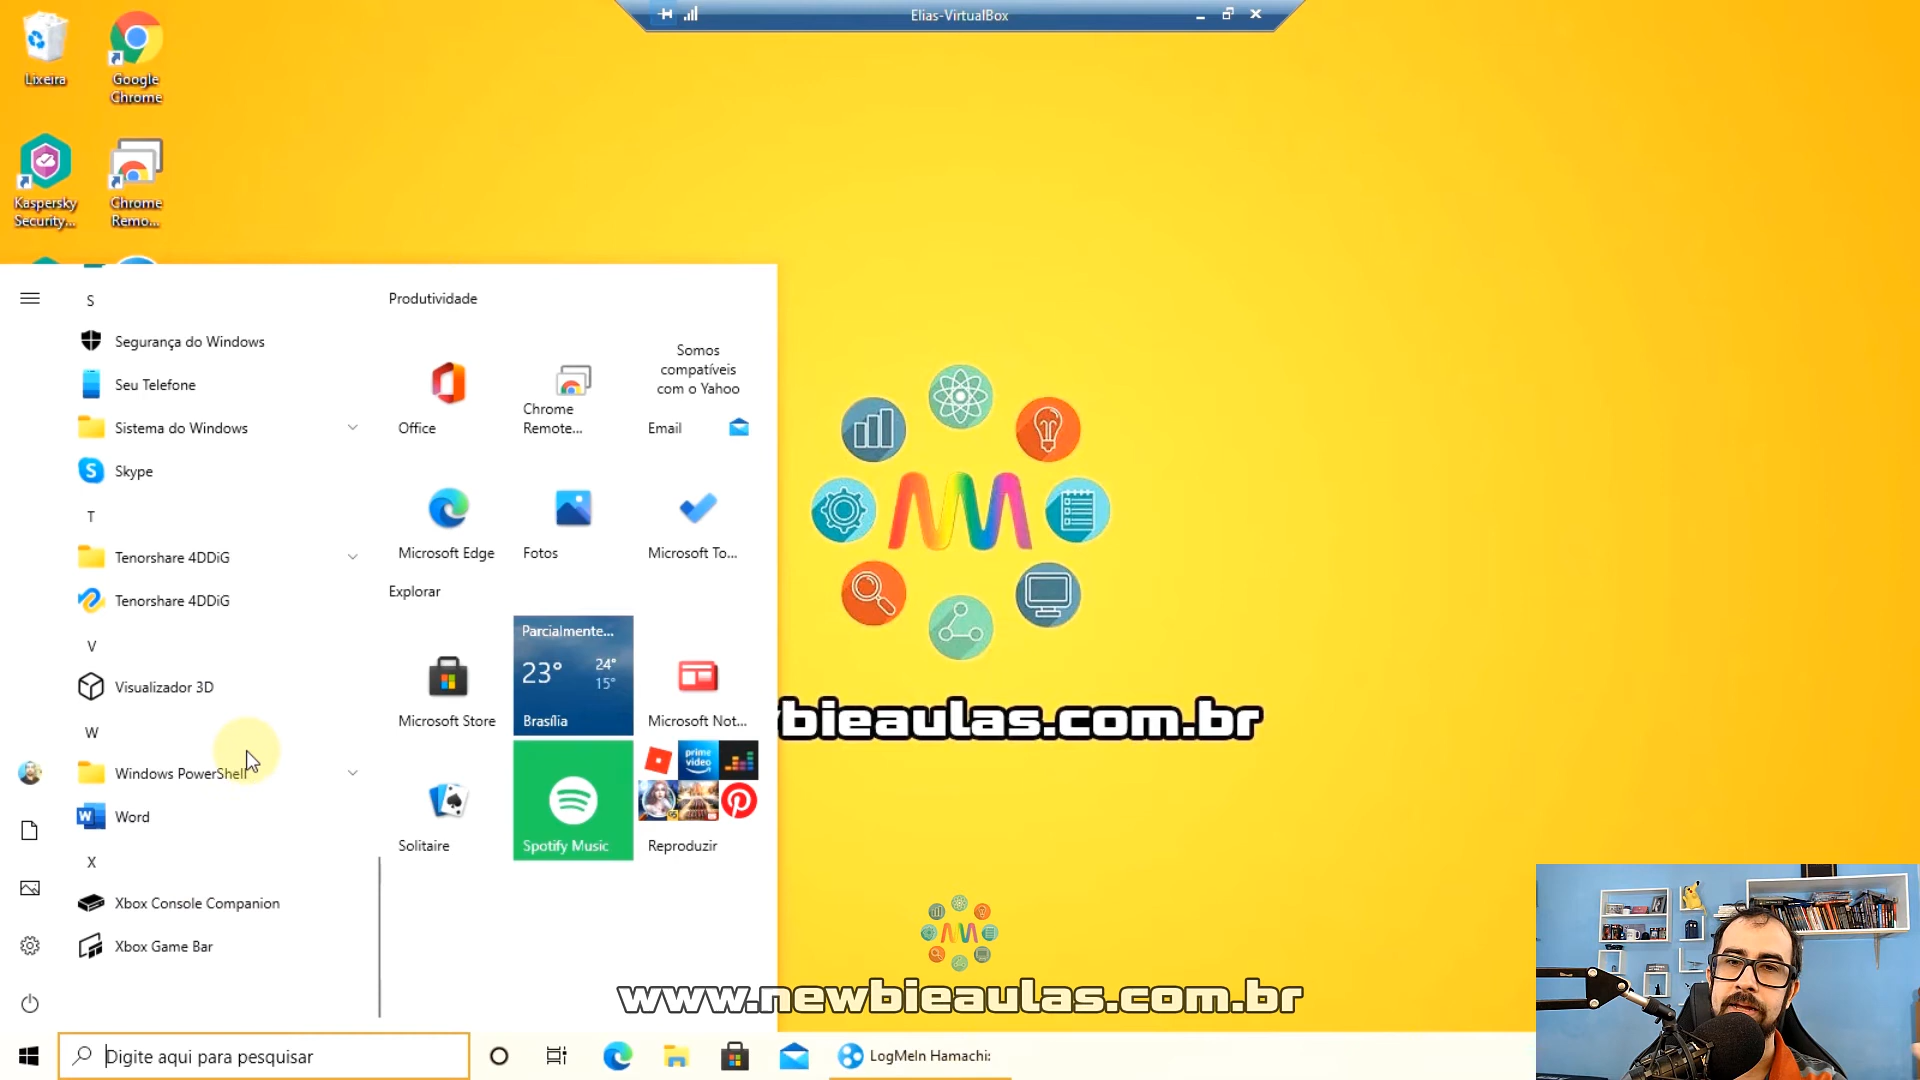 Elias-VirtualBox
Lixeira
Google
Chrome
Kaspersky
Security...
Chrome
Remo...
S
Segurança do Windows
Seu Telefone
Sistema do Windows
Skype
T
Tenorshare 4DDiG
Tenorshare 4DDiG
V
Visualizador 3D
W
Windows PowerShell
Word
X
Xbox Console Companion
Xbox Game Bar
Produtividade
Office
Chrome
Remote...
Somos
compatíveis
com o Yahoo
Email
Microsoft Edge
Fotos
Microsoft To...
Explorar
Microsoft Store
Parcialmente...
23°
24°
15°
Brasília
Microsoft Not...
Solitaire
Spotify Music
prime
video
Reproduzir
bieaulas.com.br
www.newbieaulas.com.br
Digite aqui para pesquisar
LogMeIn Hamachi: